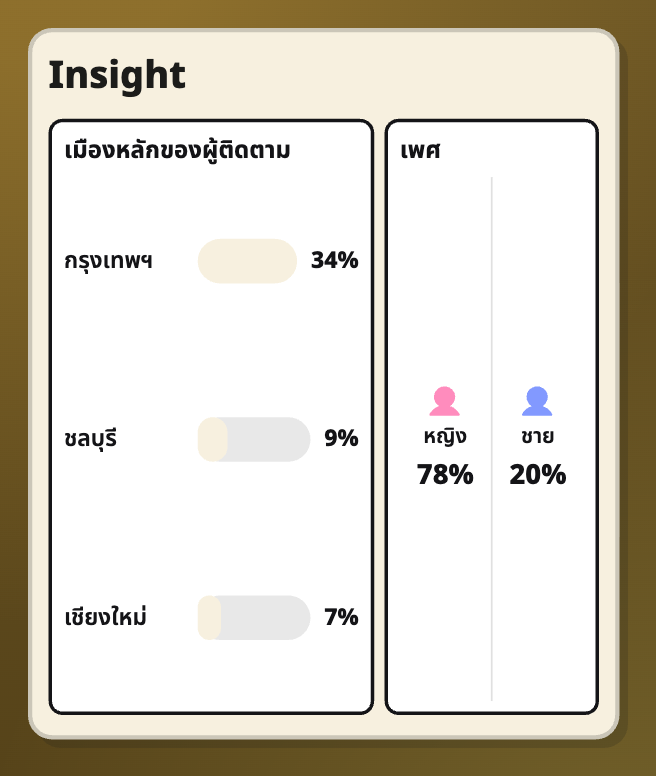 Insight
เมืองหลักของผู้ติดตาม
กรุงเทพฯ 34%
ชลบุรี 9%
เชียงใหม่ 7%
เพศ
หญิง
78%
ชาย
20%